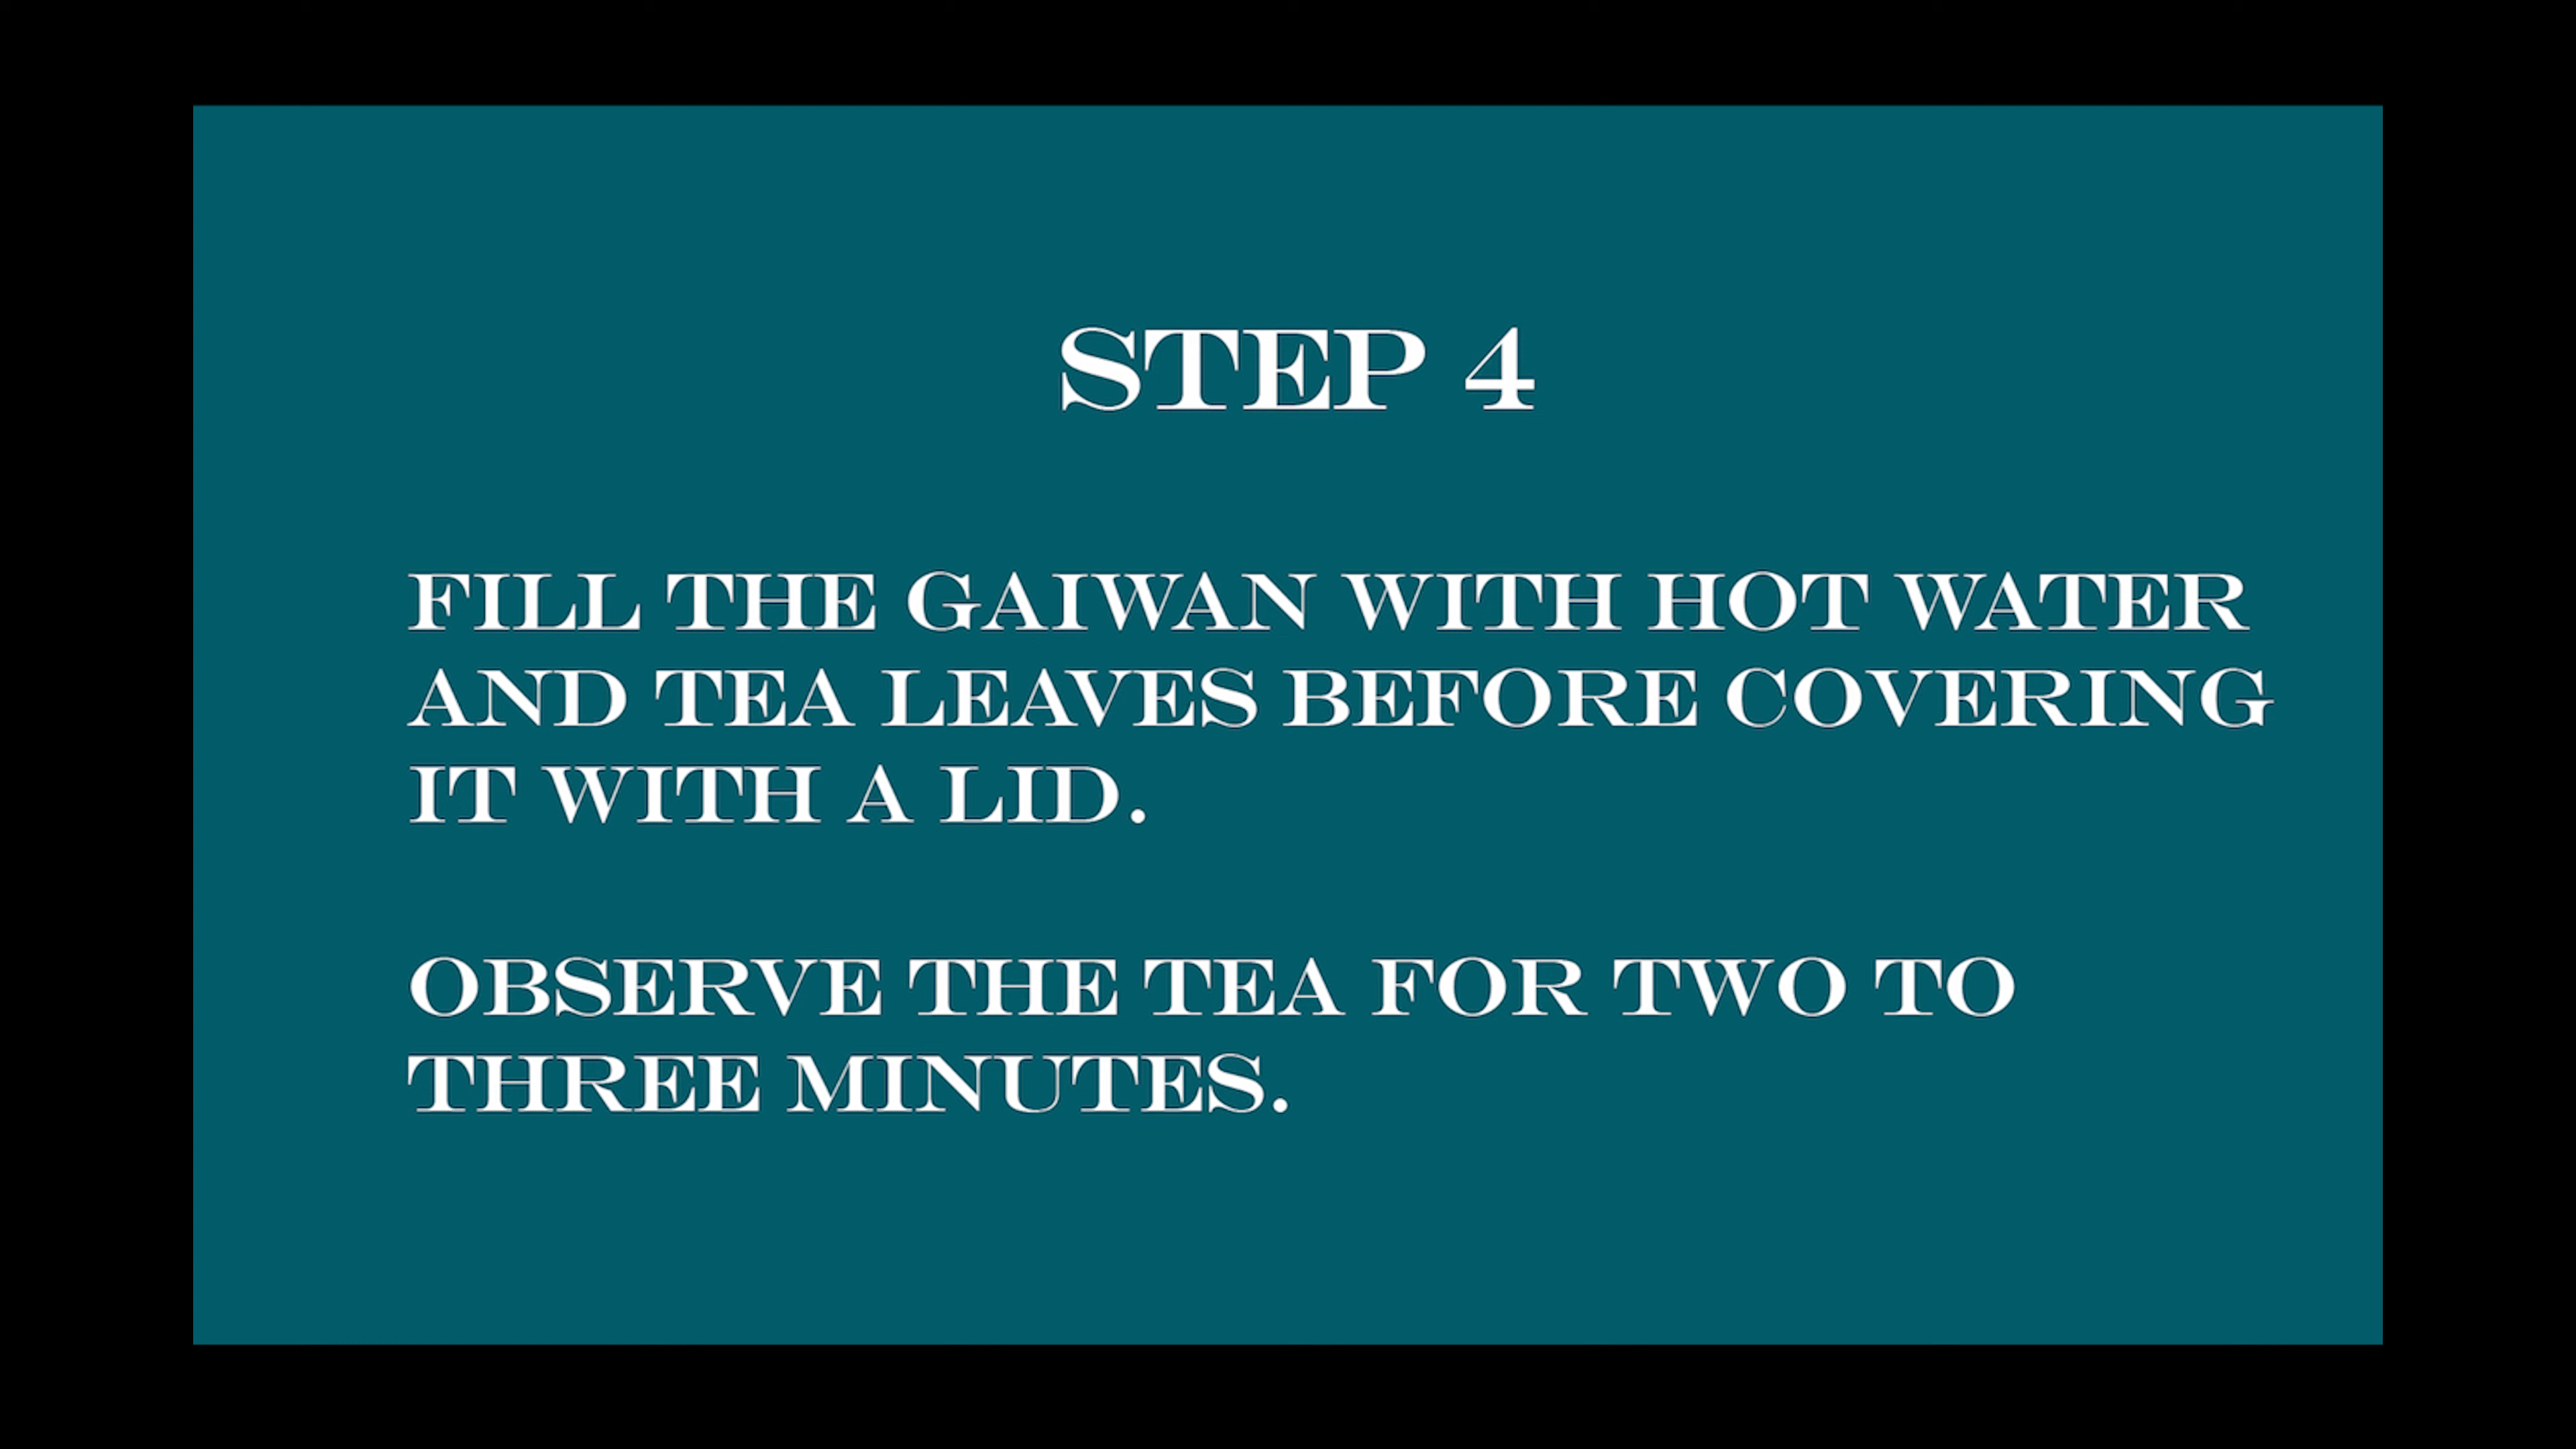 STEP 4
FILL THE GAIWAN WITH HOT WATER
AND TEA LEAVES BEFORE COVERING
IT WITH A LID.
OBSERVE THE TEA FOR TWO TO
THREE MINUTES.